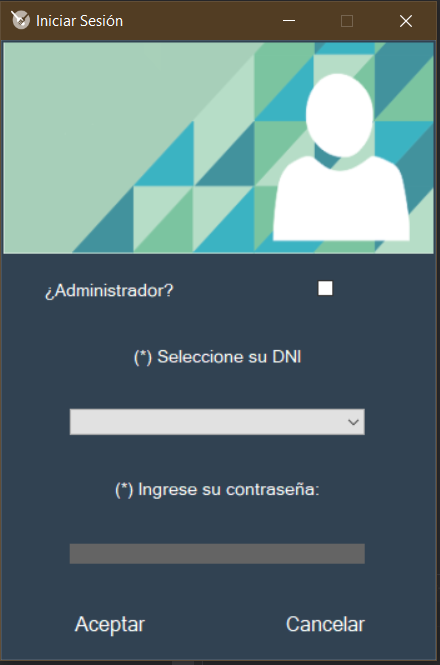 Iniciar Sesión
¿Administrador?
(*) Seleccione su DNI
(*) Ingrese su contraseña:
Aceptar Cancelar